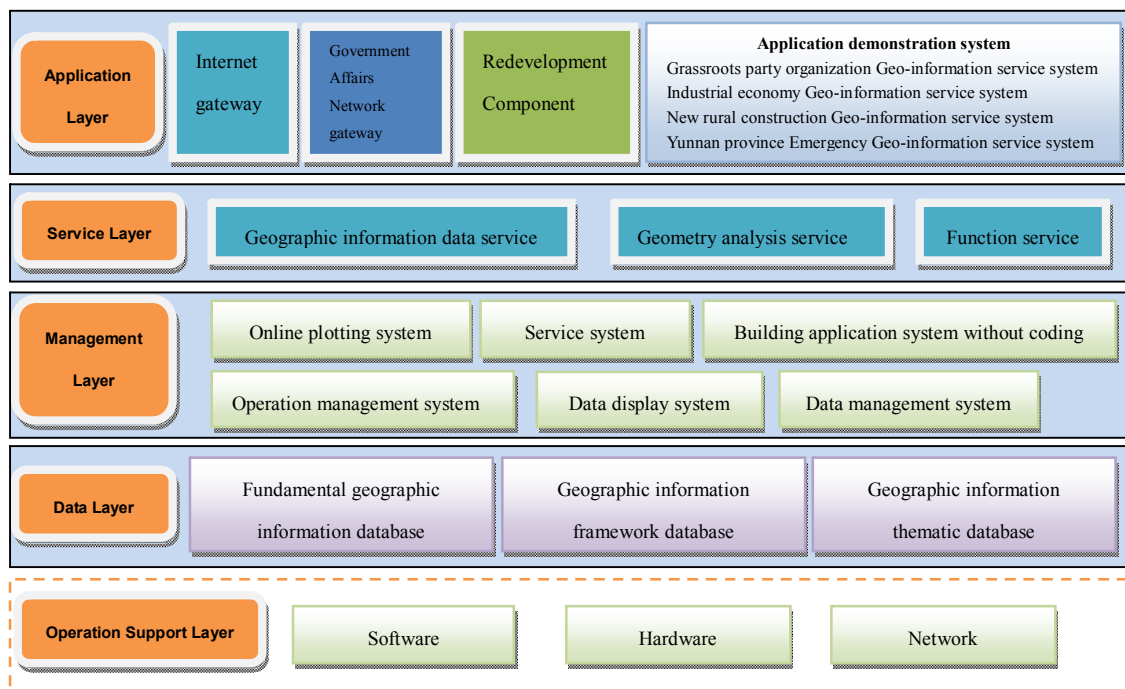 Application
Layer
Internet
gateway
Government
Affairs
Network
gateway
Redevelopment
Component
Application demonstration system
Grassroots party organization Geo-information service system
Industrial economy Geo-information service system
New rural construction Geo-information service system
Yunnan province Emergency Geo-information service system
Service Layer
Geographic information data service
Geometry analysis service
Function service
Management
Layer
Online plotting system
Service system
Building application system without coding
Operation management system
Data display system
Data management system
Data Layer
Fundamental geographic
information database
Geographic information
framework database
Geographic information
thematic database
Operation Support Layer
Software
Hardware
Network